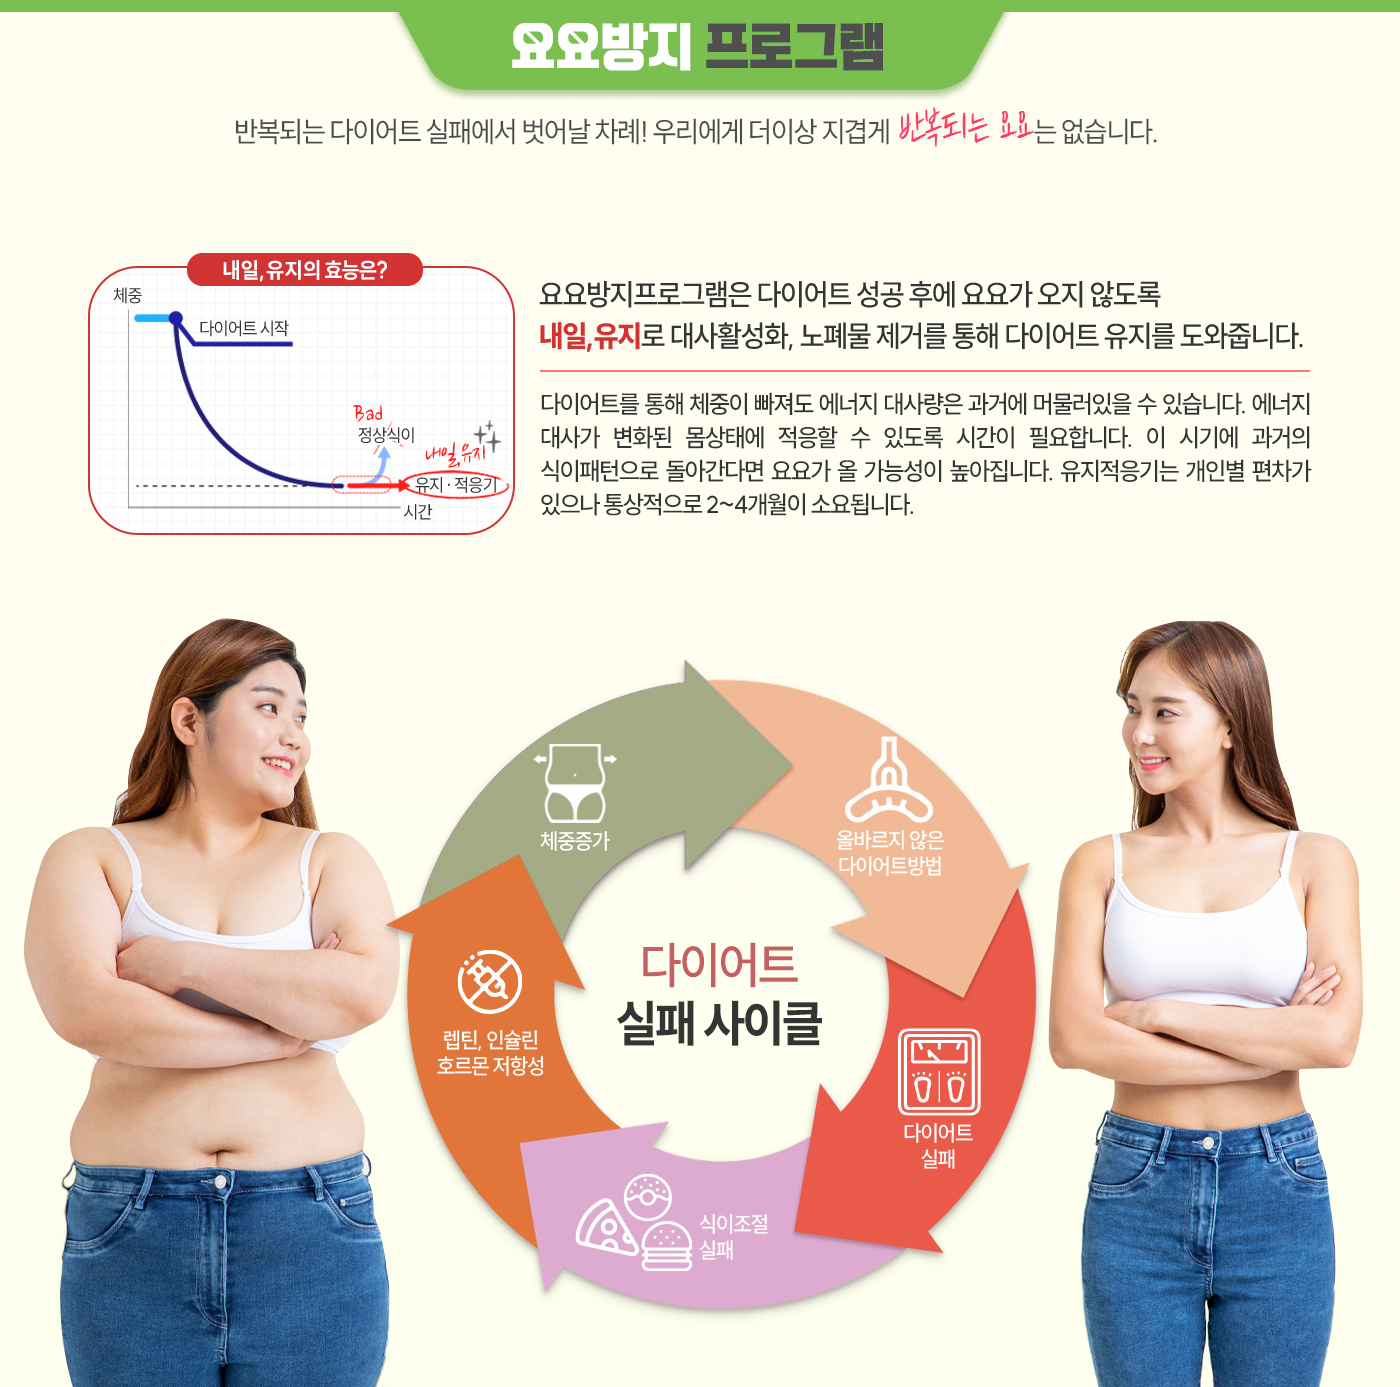 요요방지 프로그램
반복되는 다이어트 실패에서 벗어날 차례! 우리에게 더이상 지겹게 반복되는 요요는 없습니다.
내일,유지의 효능은?
체중
다이어트 시작
Bad
정상식이
내일,유지
유지·적응기
시간
요요방지프로그램은 다이어트 성공 후에 요요가 오지 않도록
내일,유지로 대사활성화, 노폐물 제거를 통해 다이어트 유지를 도와줍니다.
다이어트를 통해 체중이 빠져도 에너지 대사량은 과거에 머물러있을 수 있습니다. 에너지
대사가 변화된 몸상태에 적응할 수 있도록 시간이 필요합니다. 이 시기에 과거의
식이패턴으로 돌아간다면 요요가 올 가능성이 높아집니다. 유지적응기는 개인별 편차가
있으나 통상적으로 2~4개월이 소요됩니다.
체중증가
올바르지 않은
다이어트방법
다이어트
실패 사이클
렙틴, 인슐린
호르몬 저항성
다이어트
실패
식이조절
실패